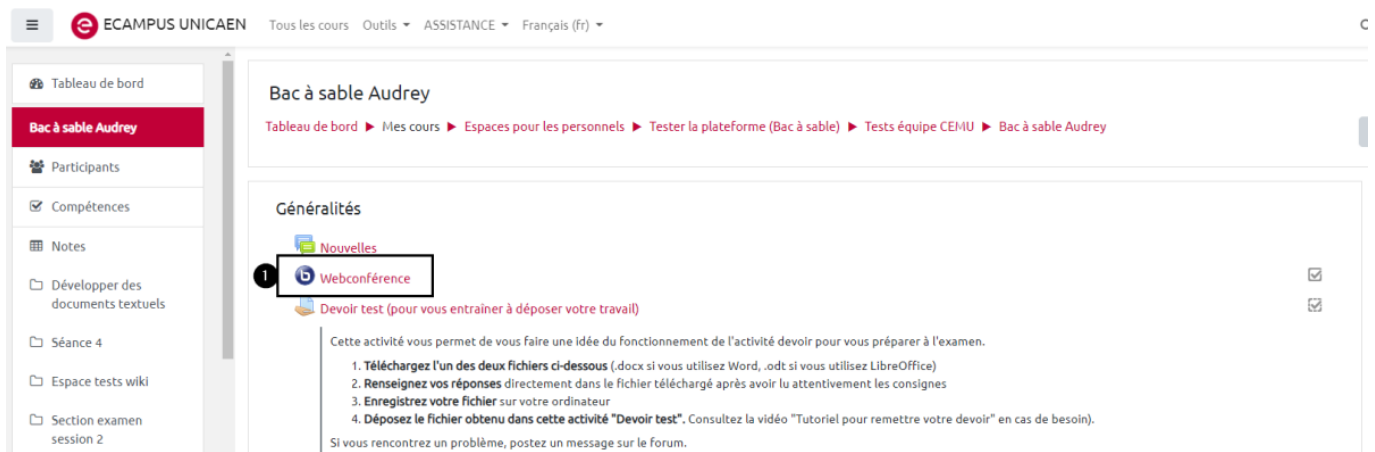 ECAMPUS UNICAEN Tous les cours Outils ASSISTANCE Français (fr)
Tableau de bord
Bac à sable Audrey
Participants
Compétences
Notes
Développer des
documents textuels
Séance 4
Espace tests wiki
Section examen
session 2
Bac à sable Audrey
Tableau de bord ► Mes cours ► Espaces pour les personnels ► Tester la plateforme (Bac à sable) ► Tests équipe CEMU ► Bac à sable Audrey
Généralités
Nouvelles
1 Webconférence
Devoir test (pour vous entrainer à déposer votre travail)
Cette activité vous permet de vous faire une idée du fonctionnement de l'activité devoir pour vous préparer à l'examen.
1. Téléchargez l'un des deux fichiers ci-dessous (.docx si vous utilisez Word, .odt si vous utilisez LibreOffice)
2. Renseignez vos réponses directement dans le fichier téléchargé après avoir lu attentivement les consignes
3. Enregistrez votre fichier sur votre ordinateur
4. Déposez le fichier obtenu dans cette activité "Devoir test". Consultez la vidéo "Tutoriel pour remettre votre devoir" en cas de besoin).
Si vous rencontrez un problème, postez un message sur le forum.